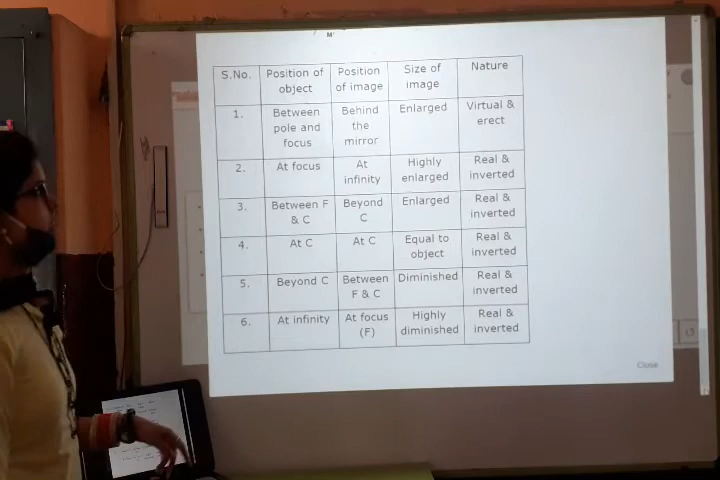 M'
S.No. Position of object Position of image Size of image Nature
1. Between pole and focus Behind the mirror Enlarged Virtual & erect
2. At focus At infinity Highly enlarged Real & inverted
3. Between F & C Beyond C Enlarged Real & inverted
4. At C At C Equal to object Real & inverted
5. Beyond C Between F & C Diminished Real & inverted
6. At infinity At focus (F) Highly diminished Real & inverted
Close